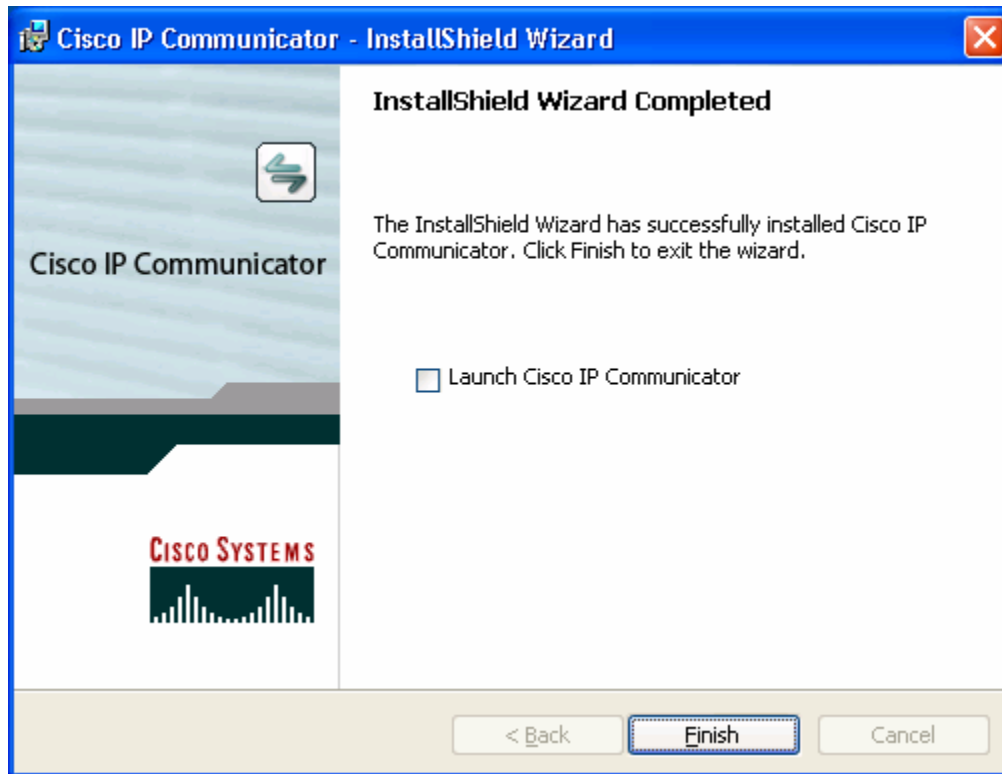 Cisco IP Communicator - InstallShield Wizard
InstallShield Wizard Completed
Cisco IP Communicator
The InstallShield Wizard has successfully installed Cisco IP
Communicator. Click Finish to exit the wizard.
Launch Cisco IP Communicator
CISCO SYSTEMS
< Back
Finish
Cancel